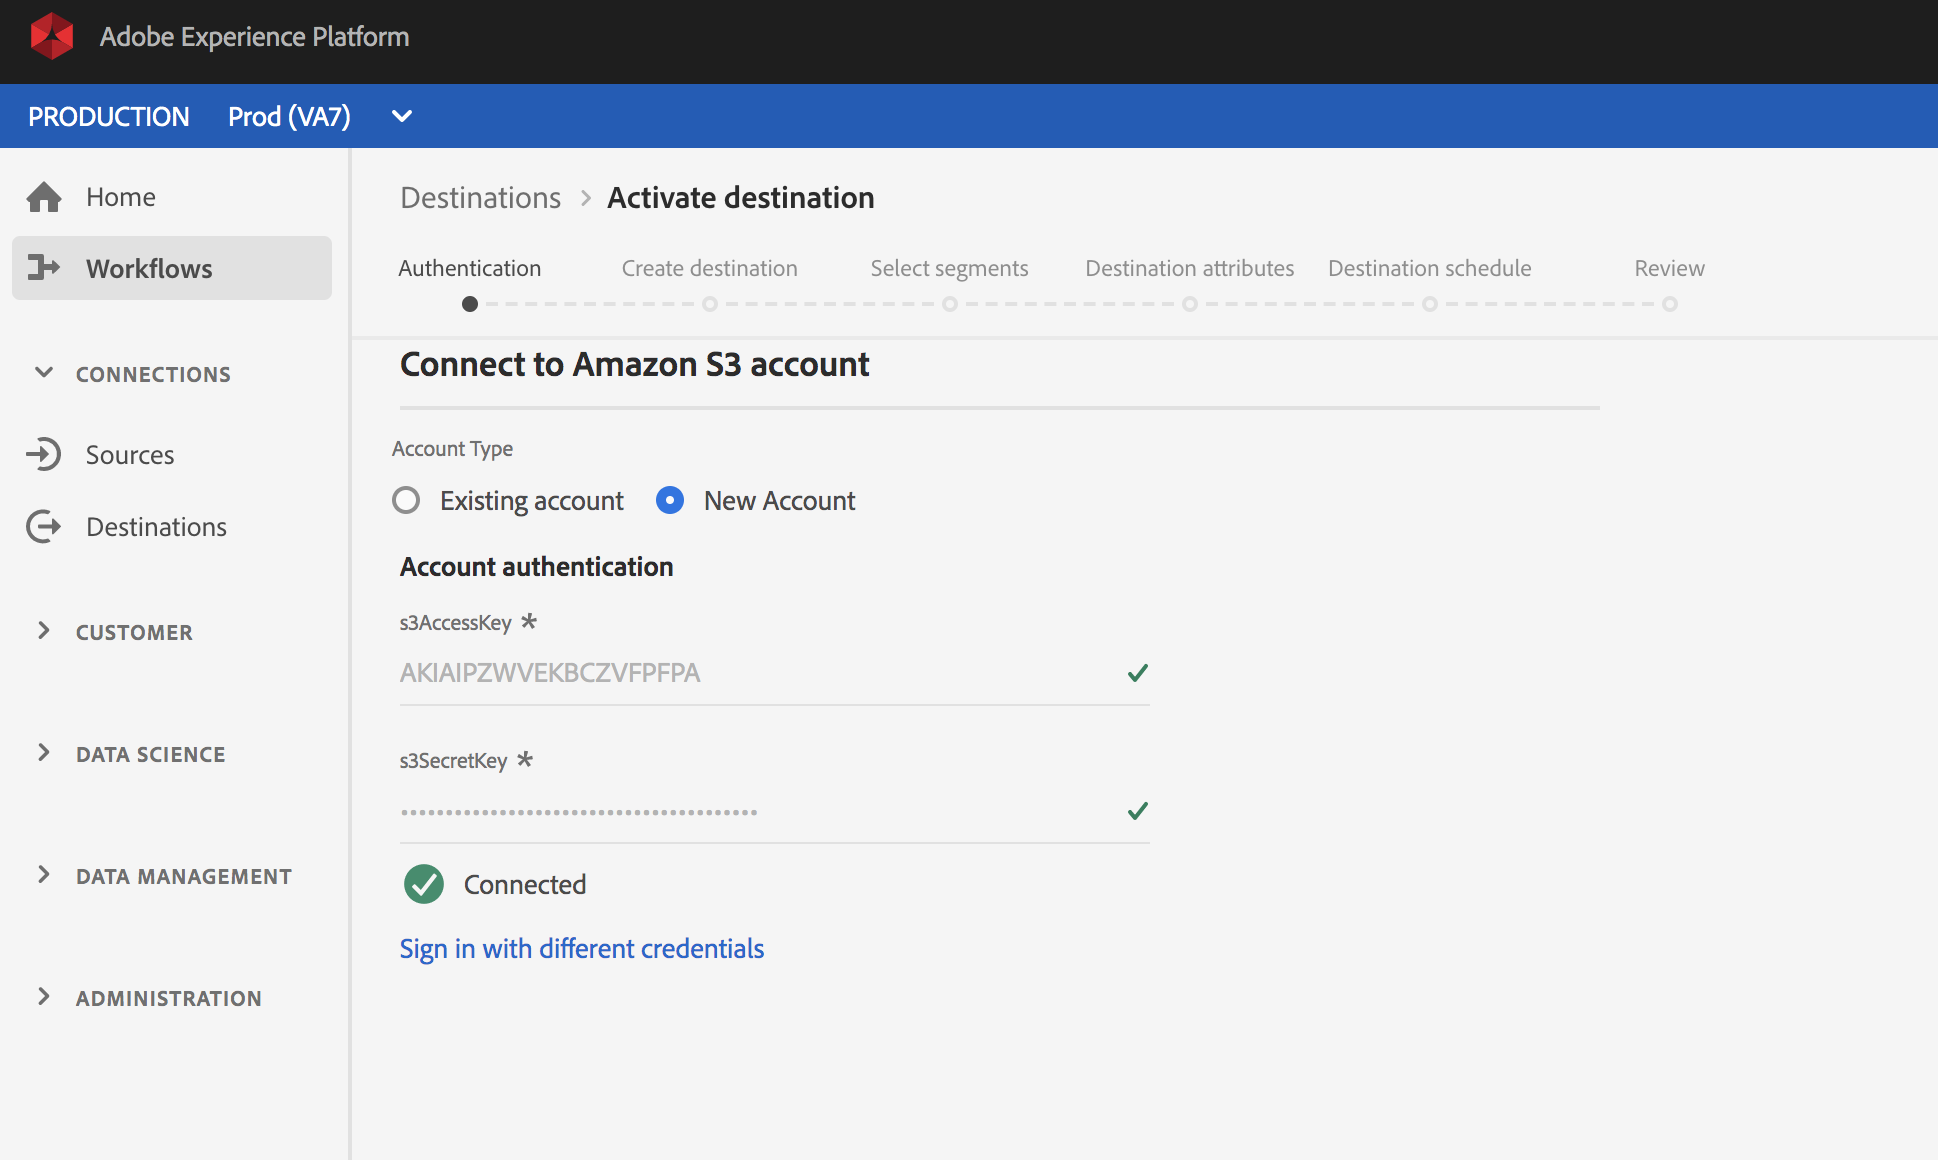 Adobe Experience Platform
PRODUCTION Prod (VA7)
Home
Workflows
CONNECTIONS
Sources
Destinations
CUSTOMER
DATA SCIENCE
DATA MANAGEMENT
ADMINISTRATION
Destinations > Activate destination
Authentication Create destination Select segments Destination attributes Destination schedule Review
Connect to Amazon S3 account
Account Type
Existing account New Account
Account authentication
s3AccessKey *
AKIAIPZWVEKBCZVFPFPA
s3SecretKey *
••••••••••••••••••••••••••••••••••••••••
Connected
Sign in with different credentials